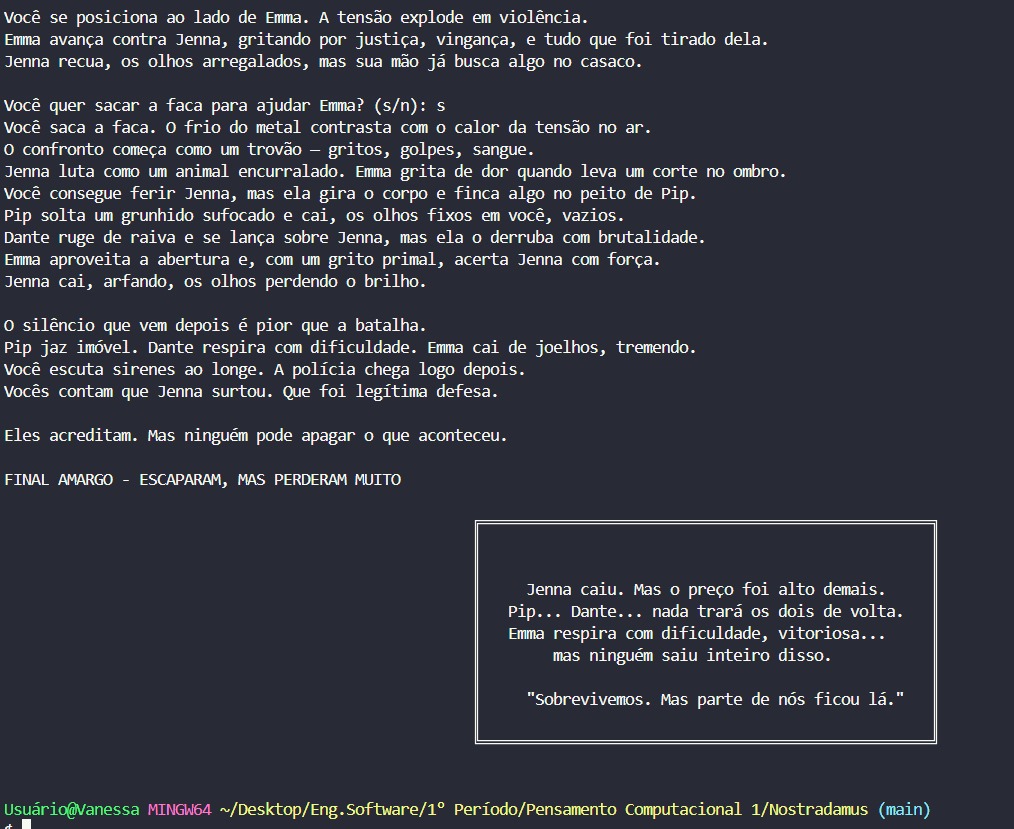 Você se posiciona ao lado de Emma. A tensão explode em violência.
Emma avança contra Jenna, gritando por justiça, vingança, e tudo que foi tirado dela.
Jenna recua, os olhos arregalados, mas sua mão já busca algo no casaco.
Você quer sacar a faca para ajudar Emma? (s/n): s
Você saca a faca. O frio do metal contrasta com o calor da tensão no ar.
O confronto começa como um trovão — gritos, golpes, sangue.
Jenna luta como um animal encurralado. Emma grita de dor quando leva um corte no ombro.
Você consegue ferir Jenna, mas ela gira o corpo e finca algo no peito de Pip.
Pip solta um grunhido sufocado e cai, os olhos fixos em você, vazios.
Dante ruge de raiva e se lança sobre Jenna, mas ela o derruba com brutalidade.
Emma aproveita a abertura e, com um grito primal, acerta Jenna com força.
Jenna cai, arfando, os olhos perdendo o brilho.
O silêncio que vem depois é pior que a batalha.
Pip jaz imóvel. Dante respira com dificuldade. Emma cai de joelhos, tremendo.
Você escuta sirenes ao longe. A polícia chega logo depois.
Vocês contam que Jenna surtou. Que foi legítima defesa.
Eles acreditam. Mas ninguém pode apagar o que aconteceu.
FINAL AMARGO - ESCAPARAM, MAS PERDERAM MUITO
Jenna caiu. Mas o preço foi alto demais.
Pip... Dante... nada trará os dois de volta.
Emma respira com dificuldade, vitoriosa...
mas ninguém saiu inteiro disso.
"Sobrevivemos. Mas parte de nós ficou lá."
Usuário@Vanessa MINGW64 ~/Desktop/Eng.Software/1º Período/Pensamento Computacional 1/Nostradamus (main)
$